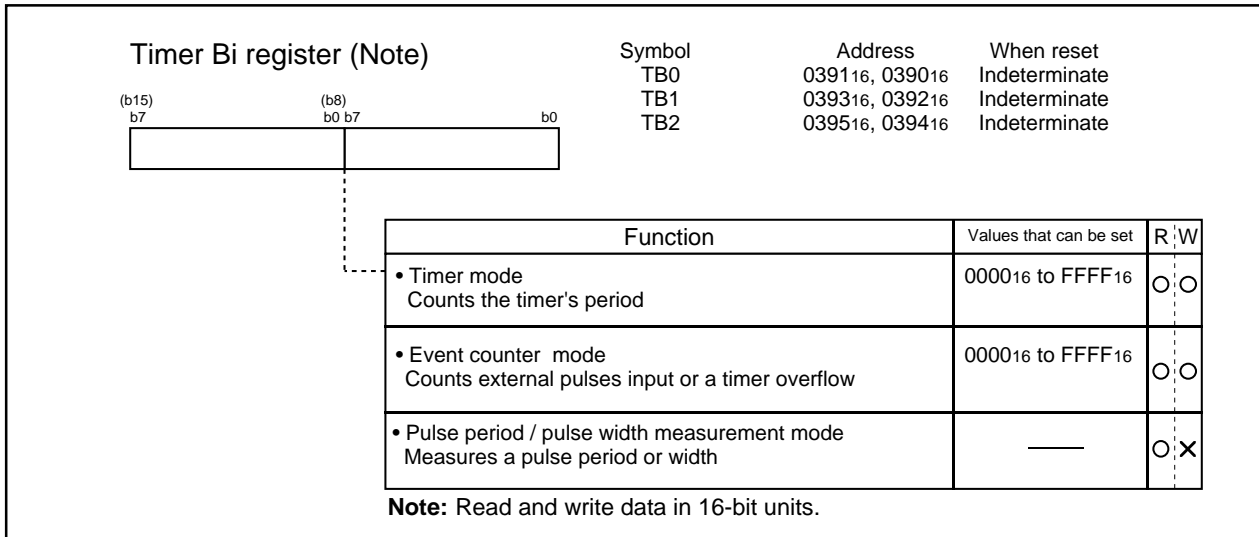 Timer Bi register (Note)
Symbol Address When reset
TB0 039116, 039016 Indeterminate
TB1 039316, 039216 Indeterminate
TB2 039516, 039416 Indeterminate
(b15) (b8)
b7 b0 b7 b0
Function Values that can be set R W
• Timer mode 000016 to FFFF16
Counts the timer's period
• Event counter mode 000016 to FFFF16
Counts external pulses input or a timer overflow
• Pulse period / pulse width measurement mode
Measures a pulse period or width
Note: Read and write data in 16-bit units.